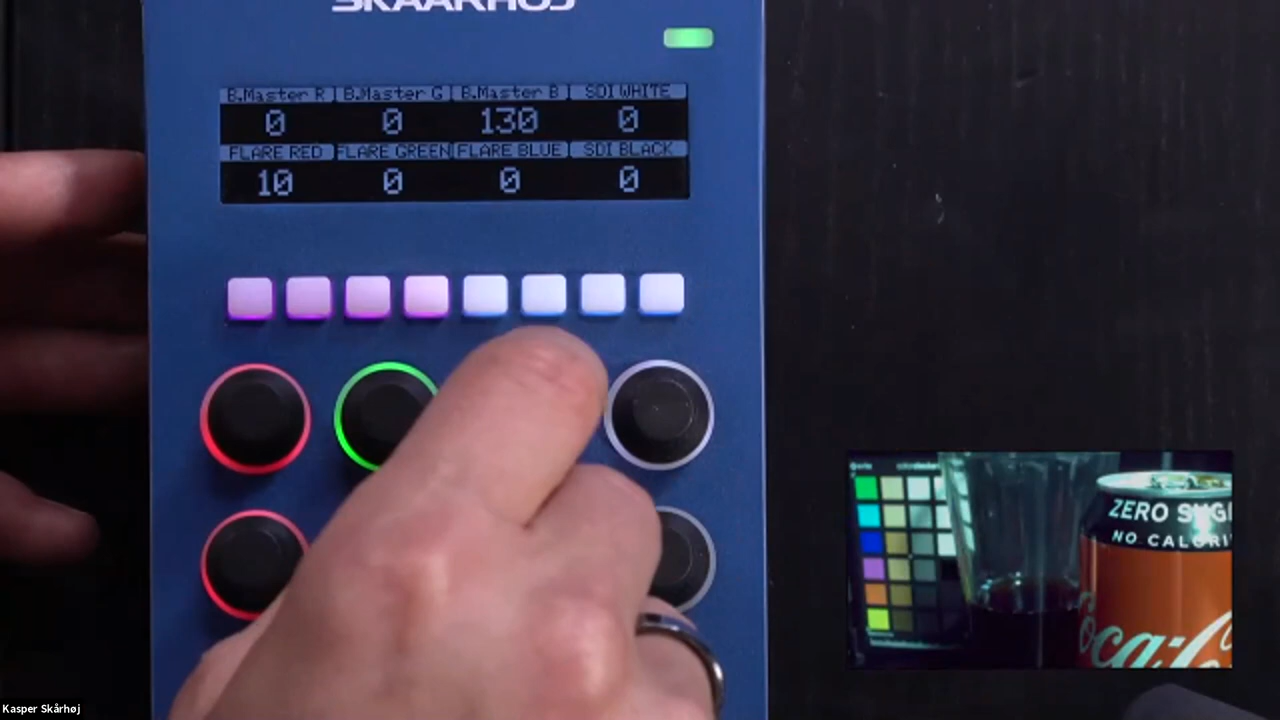 SKAARHOJ
B.Master R B.Master G B.Master B SDI WHITE
0 0 130 0
FLARE RED FLARE GREEN FLARE BLUE SDI BLACK
10 0 0 0
ZERO SUG
NO CALORI
Coca-C
Kasper Skårhøj